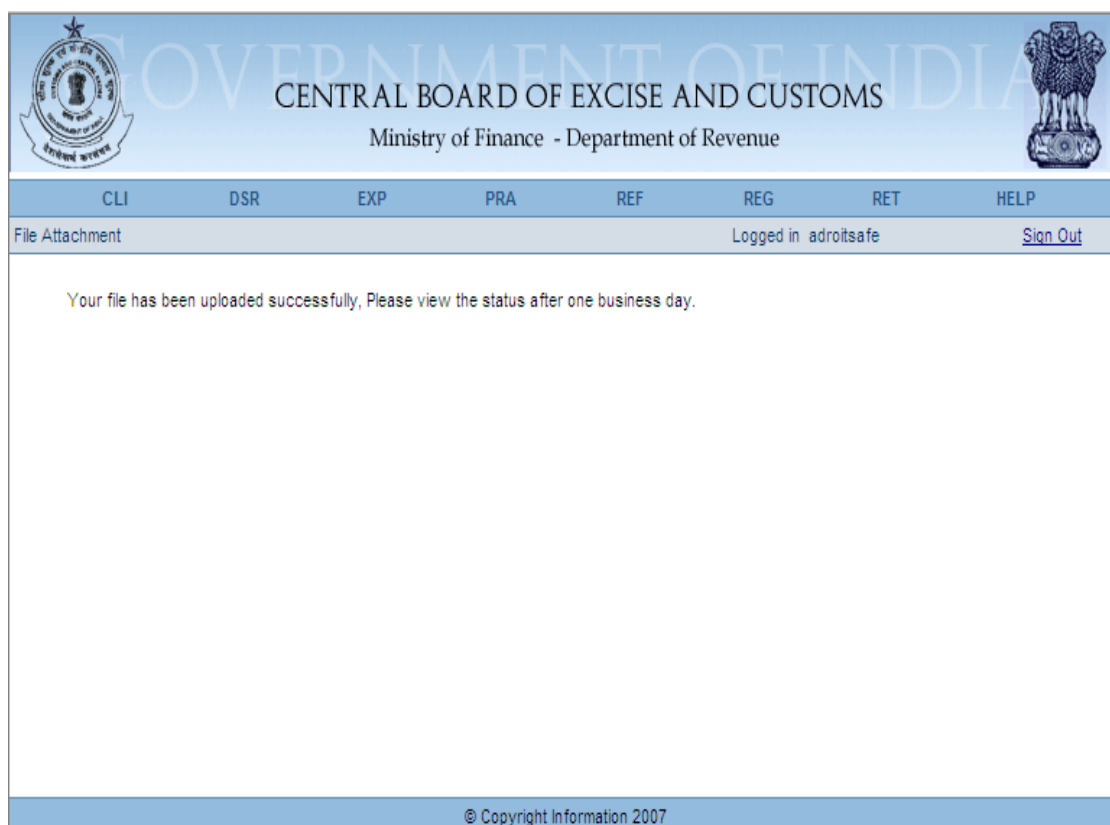 GOVERNMENT OF INDIA
CENTRAL BOARD OF EXCISE AND CUSTOMS
Ministry of Finance - Department of Revenue
CLI DSR EXP PRA REF REG RET HELP
File Attachment Logged in adroitsafe Sign Out
Your file has been uploaded successfully, Please view the status after one business day.
© Copyright Information 2007